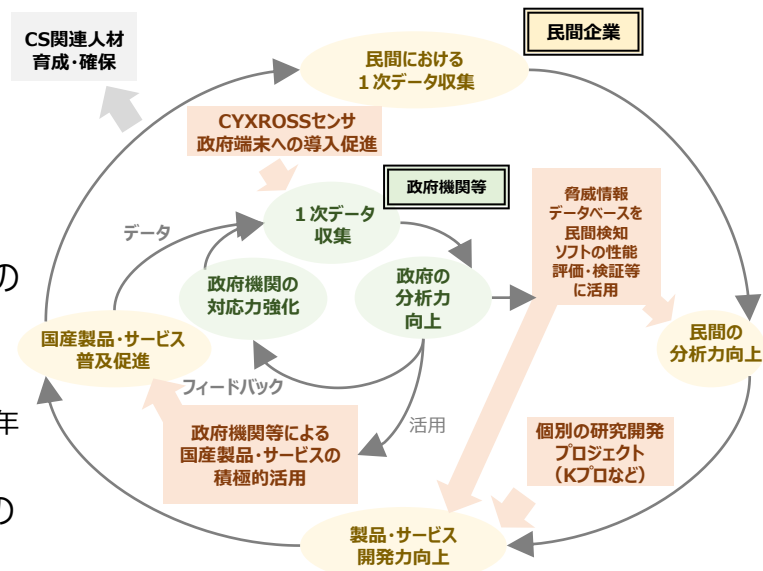 CS関連人材
育成・確保
民間企業
民間における
１次データ収集
CYXROSSセンサ
政府端末への導入促進
政府機関等
脅威情報
データベースを
民間検知
ソフトの性能
評価・検証等
に活用
１次データ
収集
データ
の
政府機関の
対応力強化
政府の
分析力
向上
国産製品・サービス
普及促進
民間の
分析力向上
フィードバック
年
活用
政府機関等による
国産製品・サービスの
積極的活用
個別の研究開発
プロジェクト
（Kプロなど）
の
製品・サービス
開発力向上